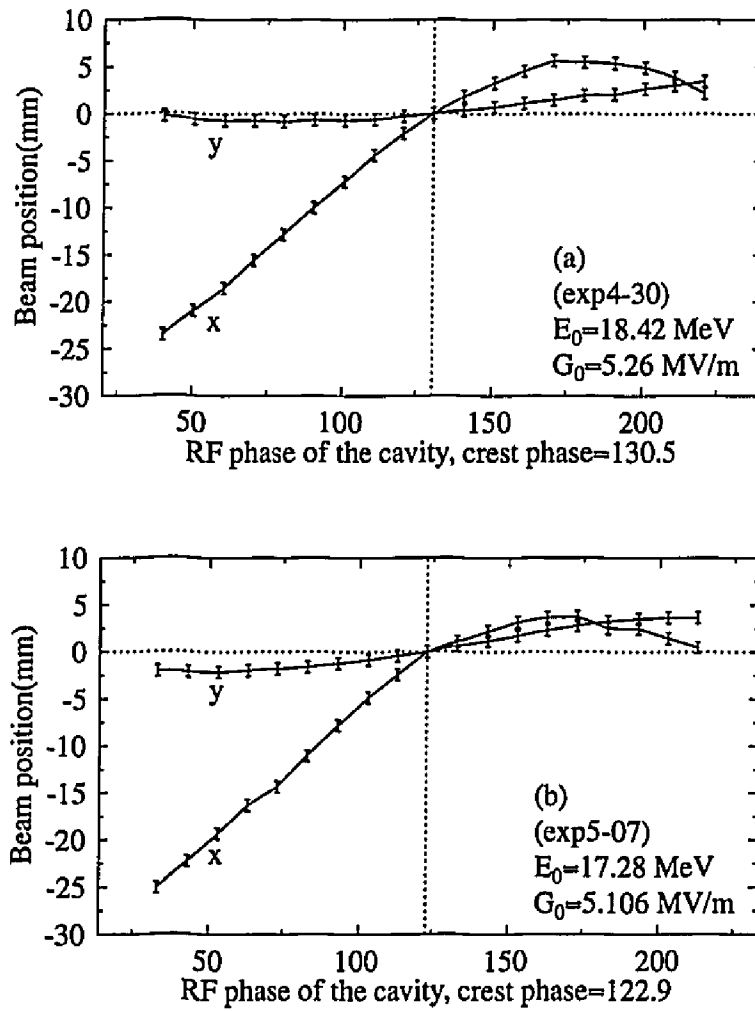 10
5
0
-5
-10
-15
-20
-25
-30
Beam position(mm)
y
x
(a)
(exp4-30)
E₀=18.42 MeV
G₀=5.26 MV/m
50 100 150 200
RF phase of the cavity, crest phase=130.5
10
5
0
-5
-10
-15
-20
-25
-30
Beam position(mm)
y
x
(b)
(exp5-07)
E₀=17.28 MeV
G₀=5.106 MV/m
50 100 150 200
RF phase of the cavity, crest phase=122.9